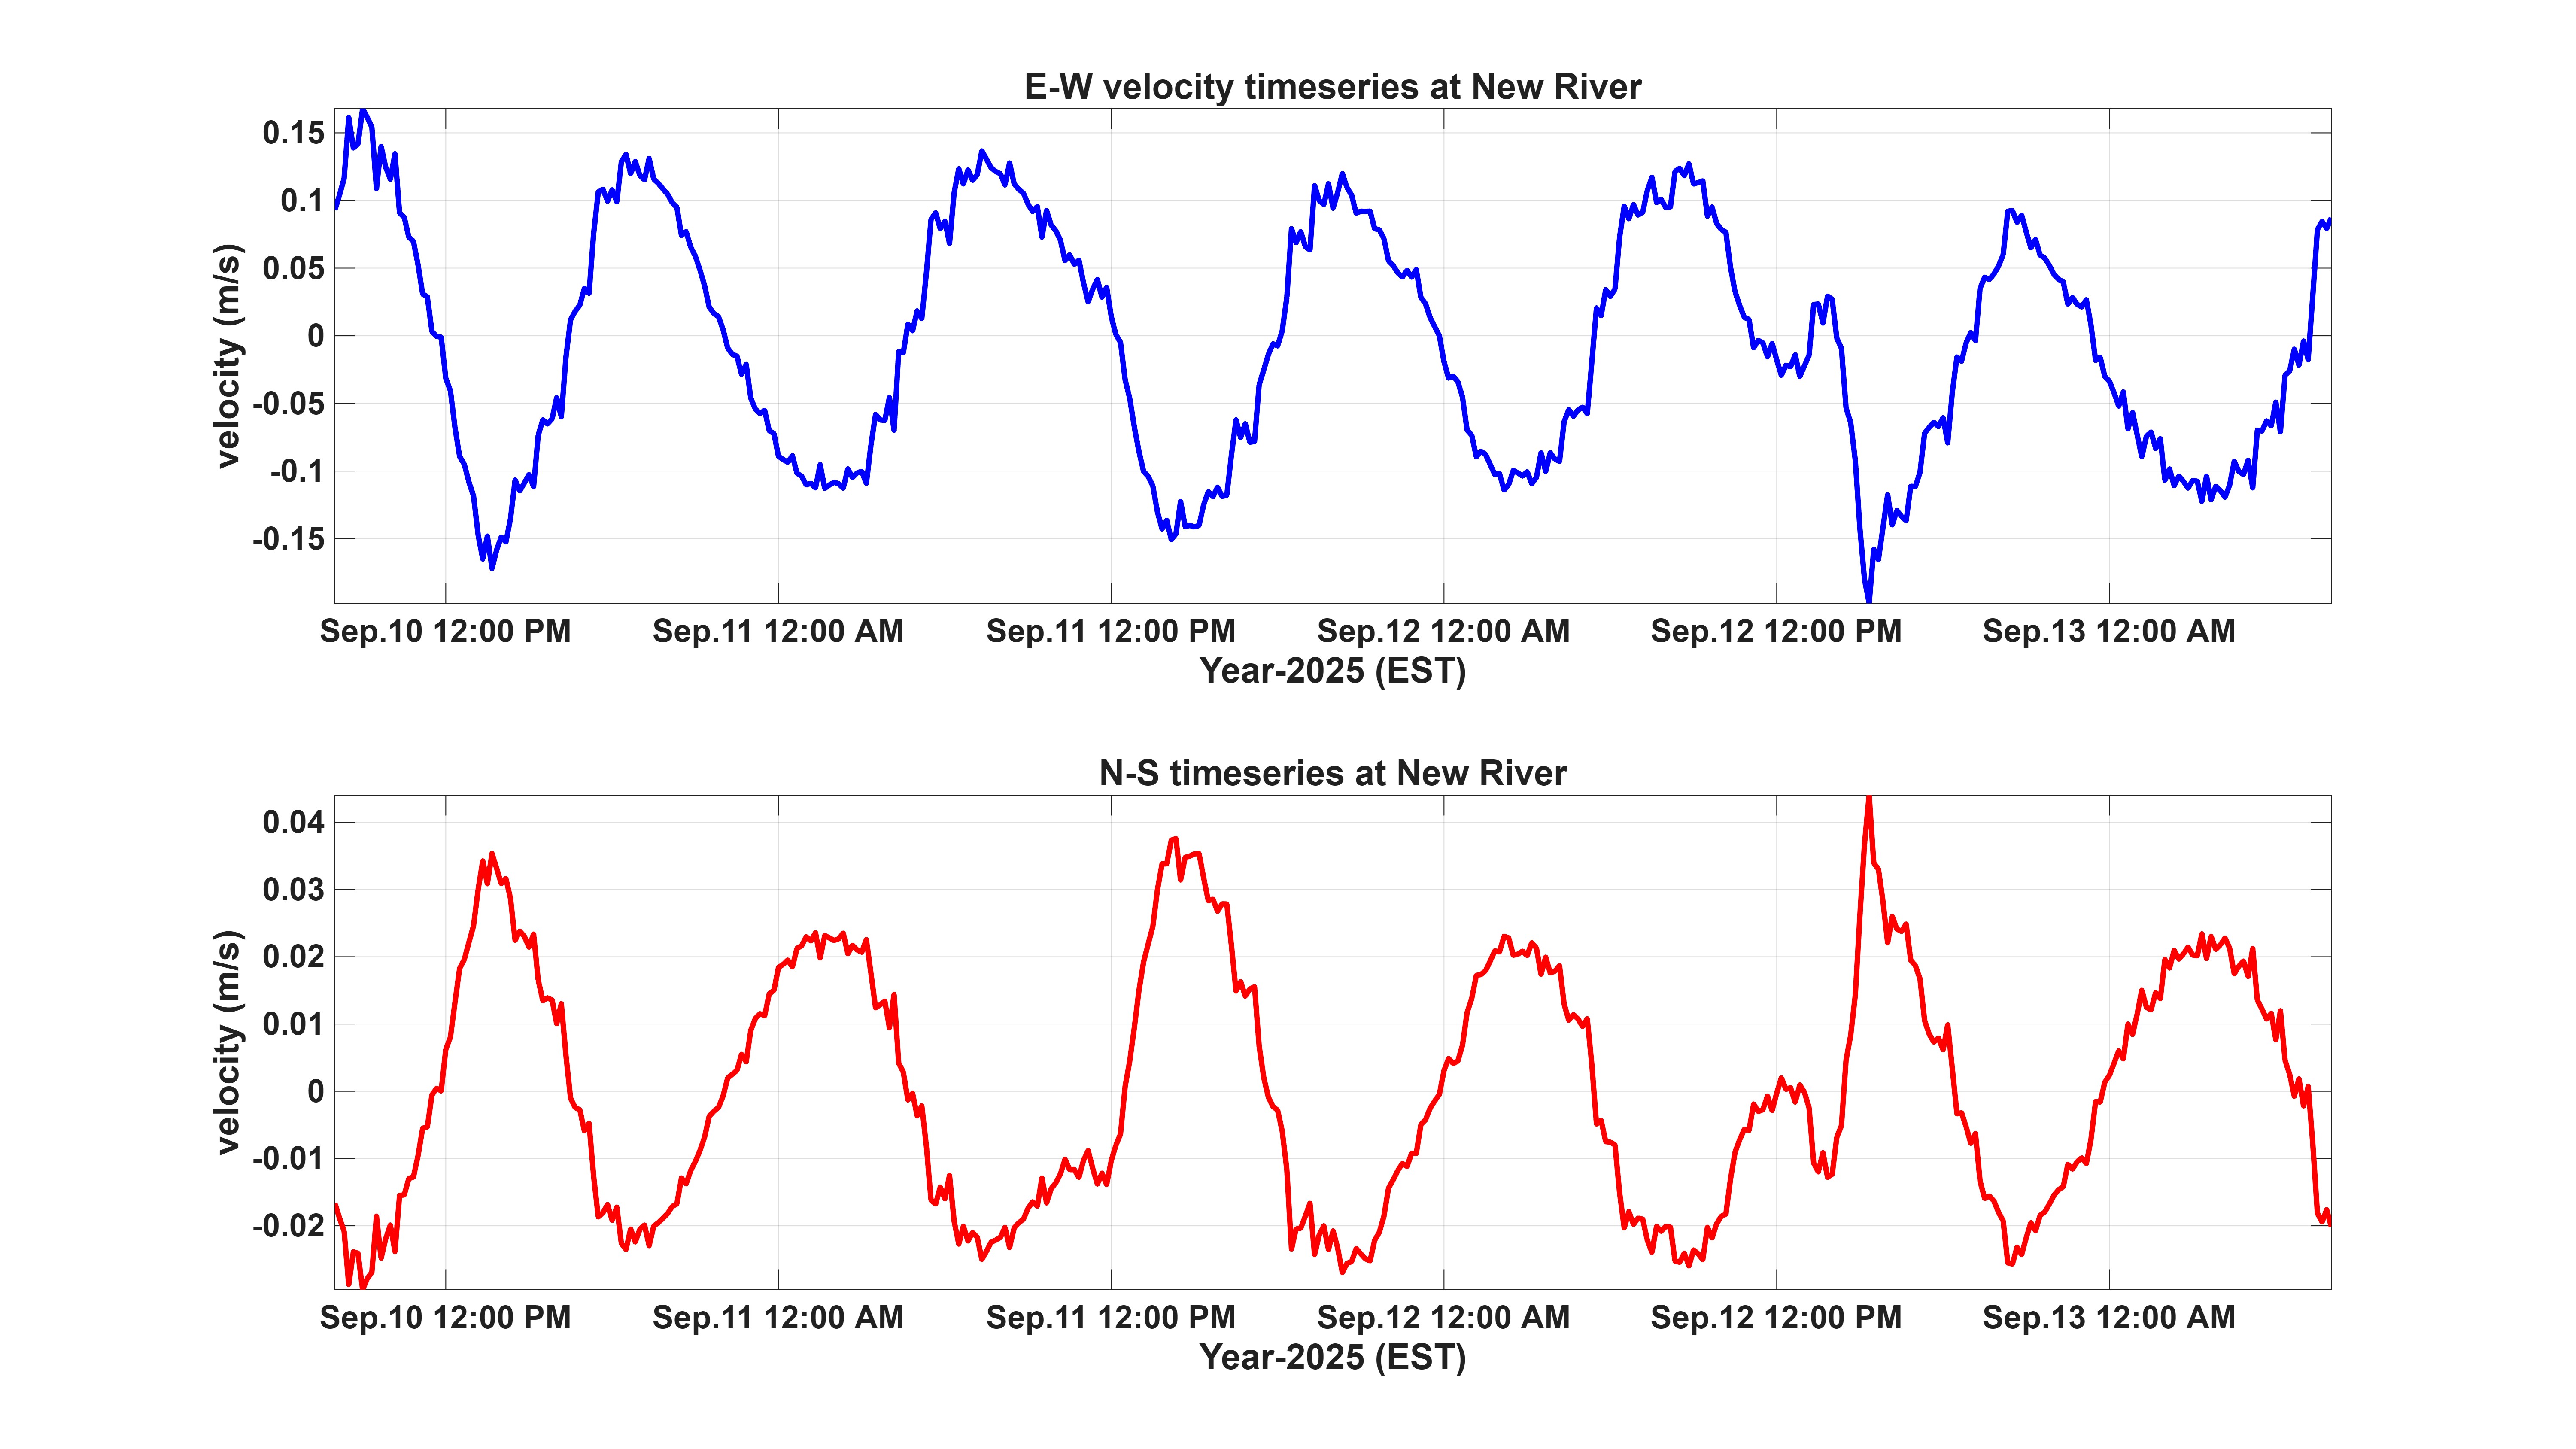 E-W velocity timeseries at New River
velocity (m/s)
0.15
0.1
0.05
0
-0.05
-0.1
-0.15
Sep.10 12:00 PM Sep.11 12:00 AM Sep.11 12:00 PM Sep.12 12:00 AM Sep.12 12:00 PM Sep.13 12:00 AM
Year-2025 (EST)
N-S timeseries at New River
velocity (m/s)
0.04
0.03
0.02
0.01
0
-0.01
-0.02
Sep.10 12:00 PM Sep.11 12:00 AM Sep.11 12:00 PM Sep.12 12:00 AM Sep.12 12:00 PM Sep.13 12:00 AM
Year-2025 (EST)